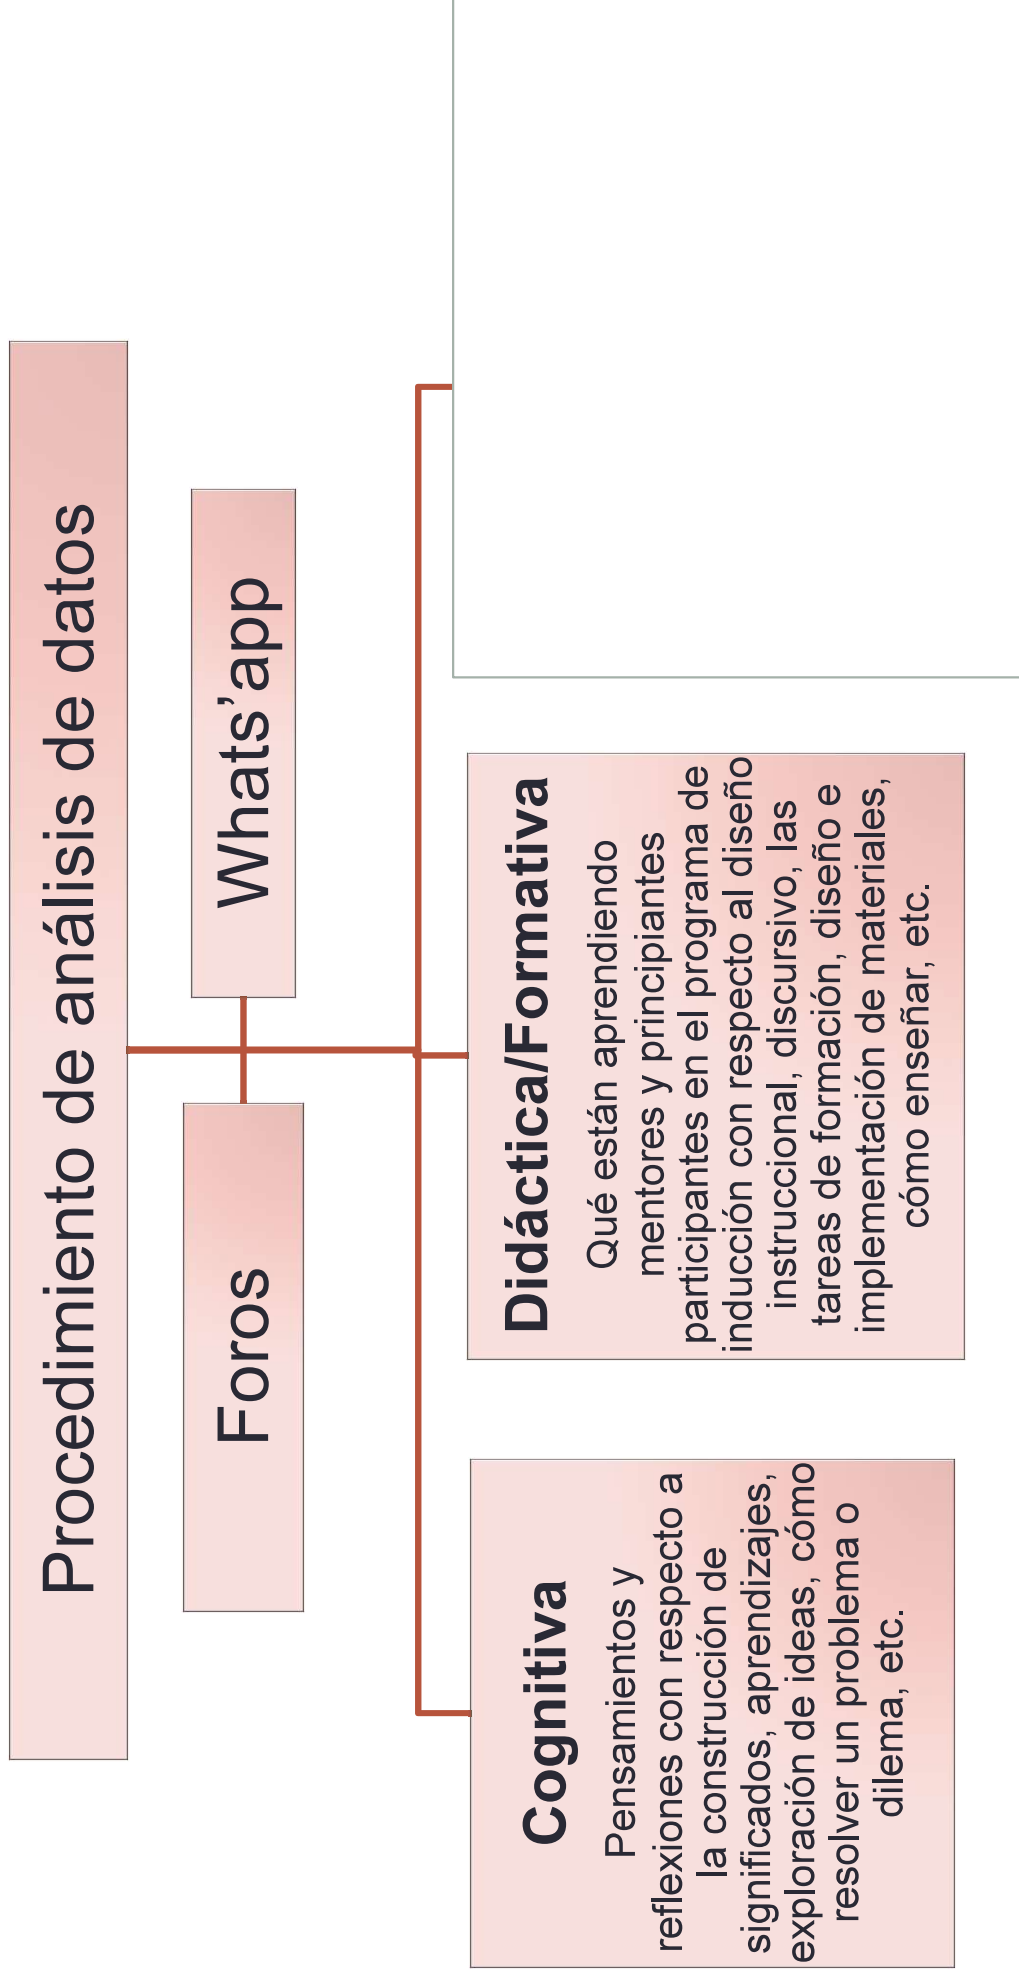 Procedimiento de análisis de datos
Foros
Whats’app
Cognitiva
Pensamientos y
reflexiones con respecto a
la construcción de
significados, aprendizajes,
exploración de ideas, cómo
resolver un problema o
dilema, etc.
Didáctica/Formativa
Qué están aprendiendo
mentores y principiantes
participantes en el programa de
inducción con respecto al diseño
instruccional, discursivo, las
tareas de formación, diseño e
implementación de materiales,
cómo enseñar, etc.